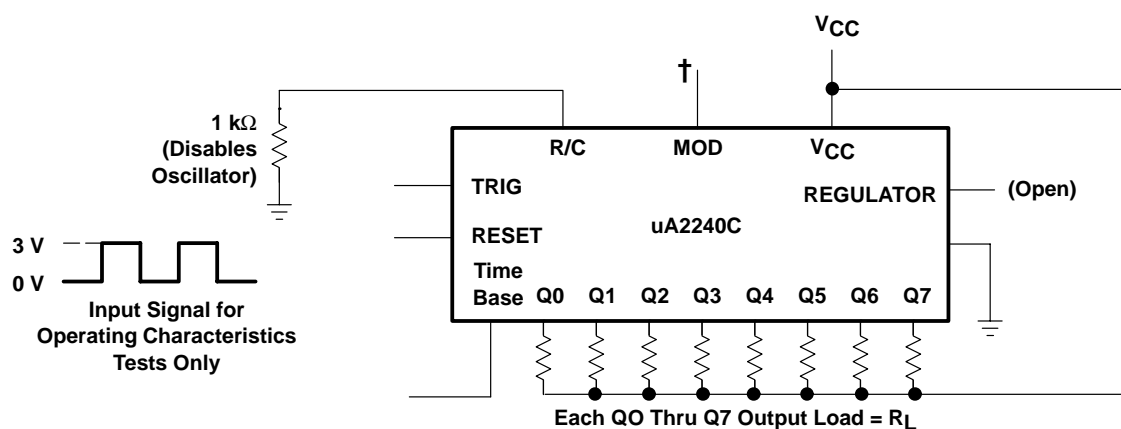 VCC
†
1 kΩ
(Disables
Oscillator)
R/C
MOD
VCC
TRIG
REGULATOR
(Open)
RESET
uA2240C
3 V
0 V
Time
Base
Q0
Q1
Q2
Q3
Q4
Q5
Q6
Q7
Input Signal for
Operating Characteristics
Tests Only
Each QO Thru Q7 Output Load = RL